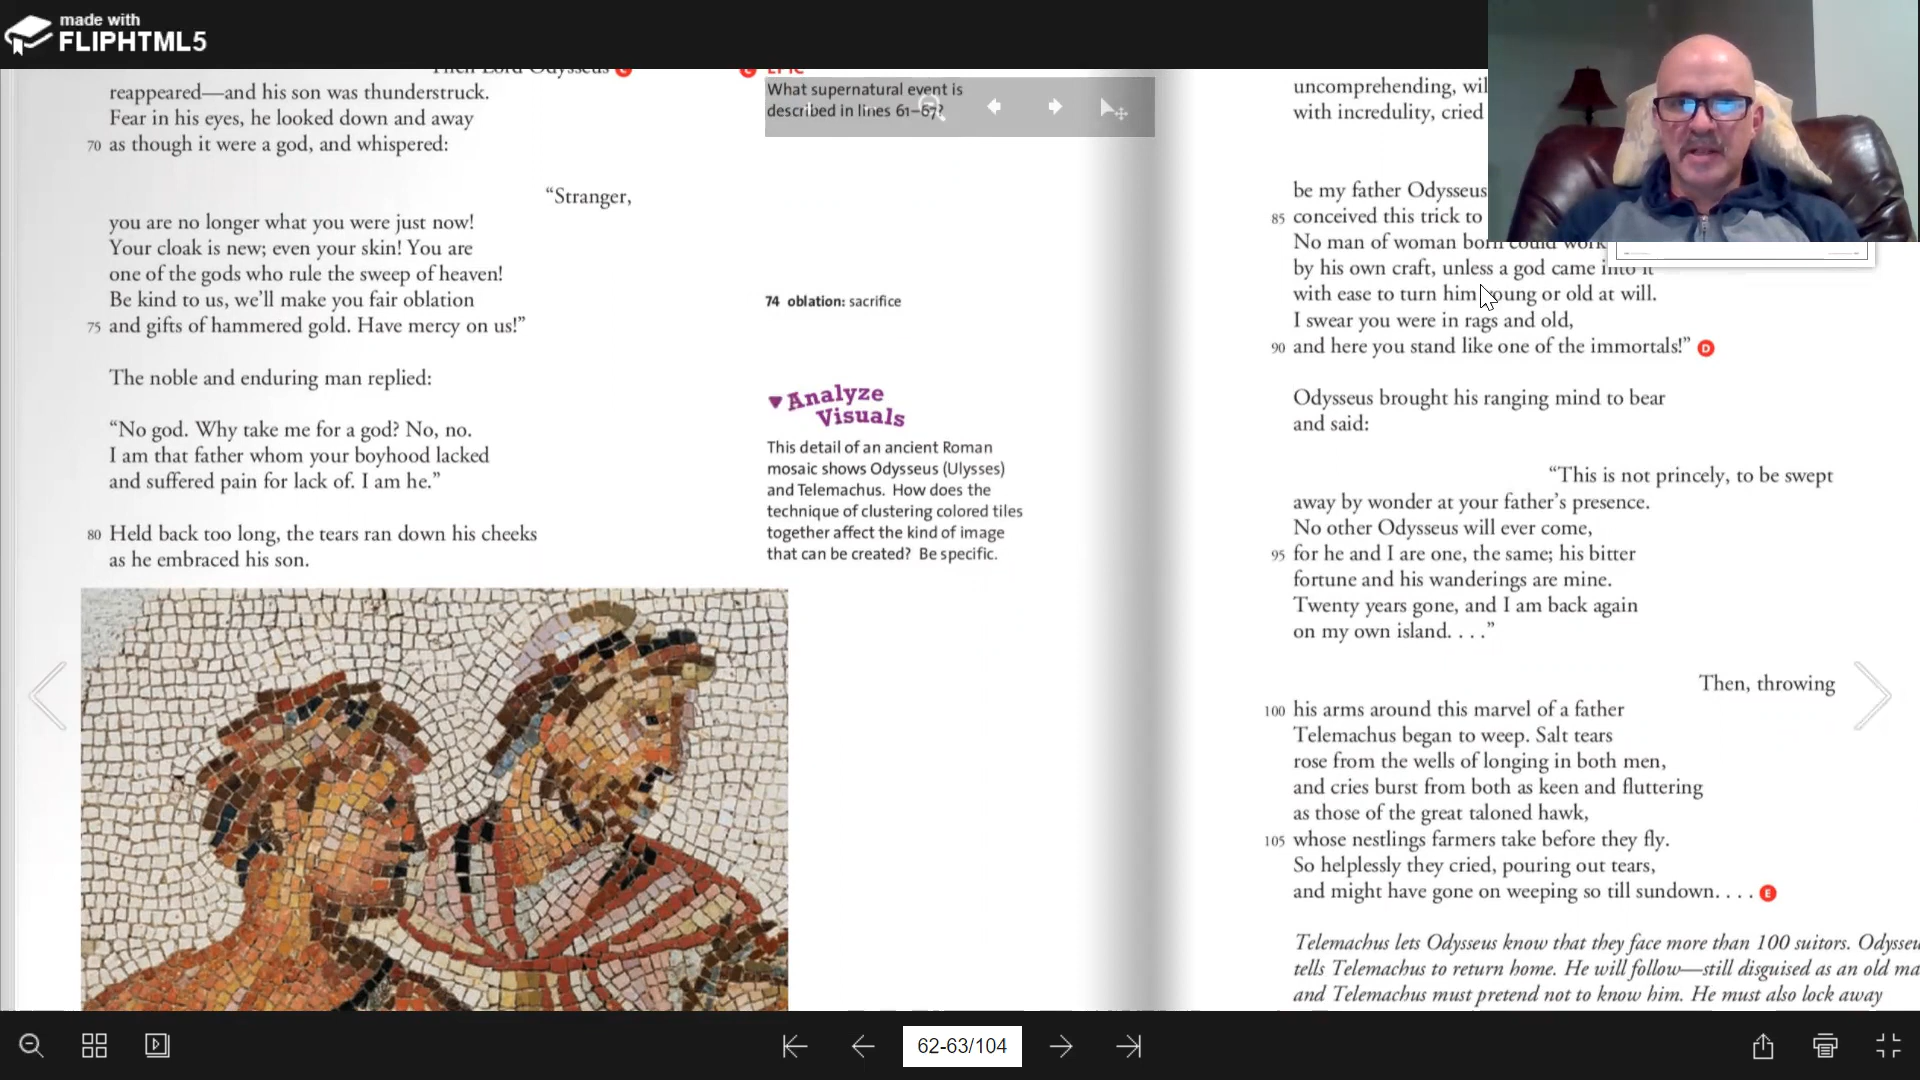 made with
FLIPHTML5
Then Lord Odysseus
reappeared—and his son was thunderstruck.
Fear in his eyes, he looked down and away
70 as though it were a god, and whispered:
“Stranger,
you are no longer what you were just now!
Your cloak is new; even your skin! You are
one of the gods who rule the sweep of heaven!
Be kind to us, we’ll make you fair oblation
75 and gifts of hammered gold. Have mercy on us!”
The noble and enduring man replied:
“No god. Why take me for a god? No, no.
I am that father whom your boyhood lacked
and suffered pain for lack of. I am he.”
80 Held back too long, the tears ran down his cheeks
as he embraced his son.
C EPIC
What supernatural event is
described in lines 61–67?
74 oblation: sacrifice
Analyze
Visuals
This detail of an ancient Roman
mosaic shows Odysseus (Ulysses)
and Telemachus. How does the
technique of clustering colored tiles
together affect the kind of image
that can be created? Be specific.
uncomprehending,
with incredulity, cried
be my father Odysseus
85 conceived this trick to
No man of woman born could work
by his own craft, unless a god came into it
with ease to turn him young or old at will.
I swear you were in rags and old,
90 and here you stand like one of the immortals!” D
Odysseus brought his ranging mind to bear
and said:
“This is not princely, to be swept
away by wonder at your father’s presence.
No other Odysseus will ever come,
95 for he and I are one, the same; his bitter
fortune and his wanderings are mine.
Twenty years gone, and I am back again
on my own island. . . .”
Then, throwing
100 his arms around this marvel of a father
Telemachus began to weep. Salt tears
rose from the wells of longing in both men,
and cries burst from both as keen and fluttering
as those of the great taloned hawk,
105 whose nestlings farmers take before they fly.
So helplessly they cried, pouring out tears,
and might have gone on weeping so till sundown. . . . E
Telemachus lets Odysseus know that they face more than 100 suitors.
tells Telemachus to return home. He will follow—still disguised as an old
and Telemachus must pretend not to know him. He must also lock away
62-63/104